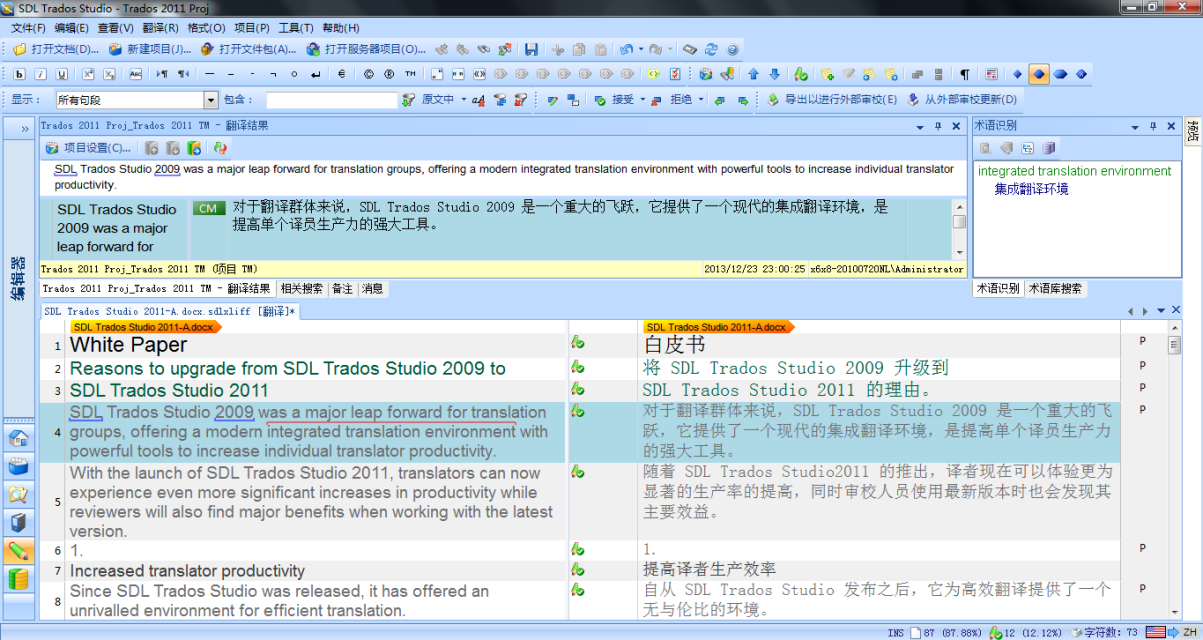 SDL Trados Studio - Trados 2011 Proj
文件(F) 编辑(E) 查看(V) 翻译(R) 格式(O) 项目(P) 工具(T) 帮助(H)
打开文档(D)... 新建项目(J)... 打开文件包(A)... 打开服务器项目(O)...
显示： 所有句段 包含： 原文中 接受 拒绝 导出以进行外部审校(E) 从外部审校更新(D)
Trados 2011 Proj_Trados 2011 TM - 翻译结果
术语识别
预览
项目设置(C)...
SDL Trados Studio 2009 was a major leap forward for translation groups, offering a modern integrated translation environment with powerful tools to increase individual translator
productivity.
integrated translation environment
集成翻译环境
SDL Trados Studio
2009 was a major
leap forward for
CM
对于翻译群体来说，SDL Trados Studio 2009 是一个重大的飞跃，它提供了一个现代的集成翻译环境，是
提高单个译员生产力的强大工具。
编辑器
Trados 2011 Proj_Trados 2011 TM (项目 TM) 2013/12/23 23:00:25 x6x8-20100720NL\Administrator
Trados 2011 Proj_Trados 2011 TM - 翻译结果 相关搜索 备注 消息
术语识别 术语库搜索
SDL Trados Studio 2011-A.docx.sdlxliff [翻译]*
SDL Trados Studio 2011-A.docx SDL Trados Studio 2011-A.docx
1 White Paper 白皮书 P
2 Reasons to upgrade from SDL Trados Studio 2009 to 将 SDL Trados Studio 2009 升级到 P
3 SDL Trados Studio 2011 SDL Trados Studio 2011 的理由。 P
SDL Trados Studio 2009 was a major leap forward for translation 对于翻译群体来说，SDL Trados Studio 2009 是一个重大的飞 P
4 groups, offering a modern integrated translation environment with 跃，它提供了一个现代的集成翻译环境，是提高单个译员生产力
powerful tools to increase individual translator productivity. 的强大工具。
With the launch of SDL Trados Studio 2011, translators can now 随着 SDL Trados Studio2011 的推出，译者现在可以体验更为 P
5 experience even more significant increases in productivity while 显著的生产率的提高，同时审校人员使用最新版本时也会发现其
reviewers will also find major benefits when working with the latest 主要效益。
version.
6 1. 1. P
7 Increased translator productivity 提高译者生产效率 P
Since SDL Trados Studio was released, it has offered an 自从 SDL Trados Studio 发布之后，它为高效翻译提供了一个 P
8 unrivalled environment for efficient translation. 无与伦比的环境。
INS 87 (87.88%) 12 (12.12%) 字符数: 73 ZH